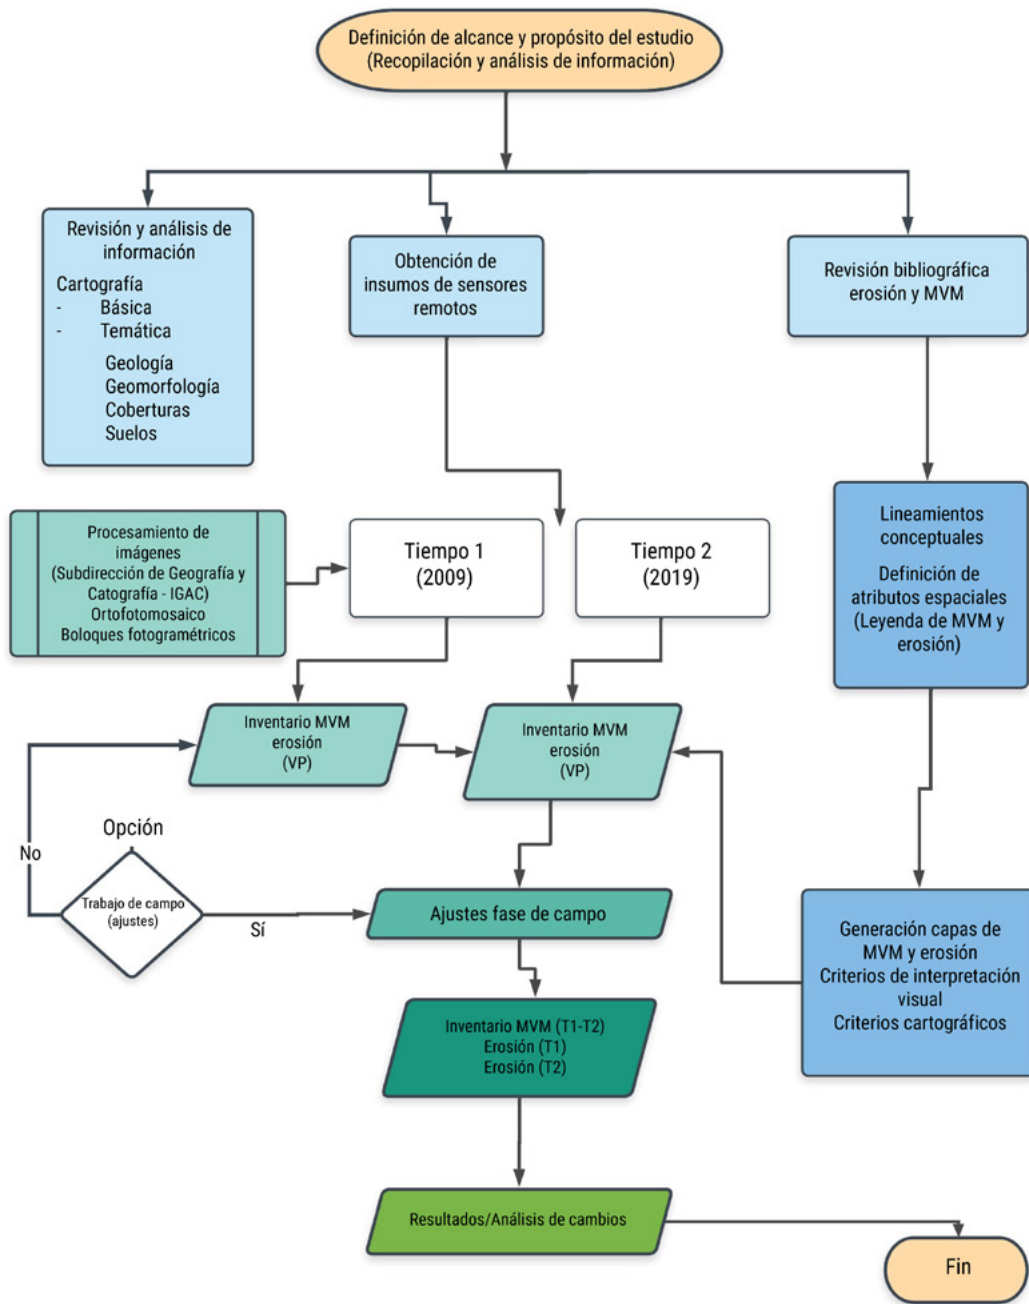 Definición de alcance y propósito del estudio
(Recopilación y análisis de información)
Revisión y análisis de
información
Cartografía
- Básica
- Temática
Geología
Geomorfología
Coberturas
Suelos
Obtención de
insumos de sensores
remotos
Revisión bibliográfica
erosión y MVM
Procesamiento de
imágenes
(Subdirección de Geografía y
Catografía - IGAC)
Ortofotomosaico
Boloques fotogramétricos
Tiempo 1
(2009)
Tiempo 2
(2019)
Lineamientos
conceptuales
Definición de
atributos espaciales
(Leyenda de MVM y
erosión)
Inventario MVM
erosión
(VP)
Inventario MVM
erosión
(VP)
Opción
No
Trabajo de campo
(ajustes)
Sí
Ajustes fase de campo
Generación capas de
MVM y erosión
Criterios de interpretación
visual
Criterios cartográficos
Inventario MVM (T1-T2)
Erosión (T1)
Erosión (T2)
Resultados/Análisis de cambios
Fin